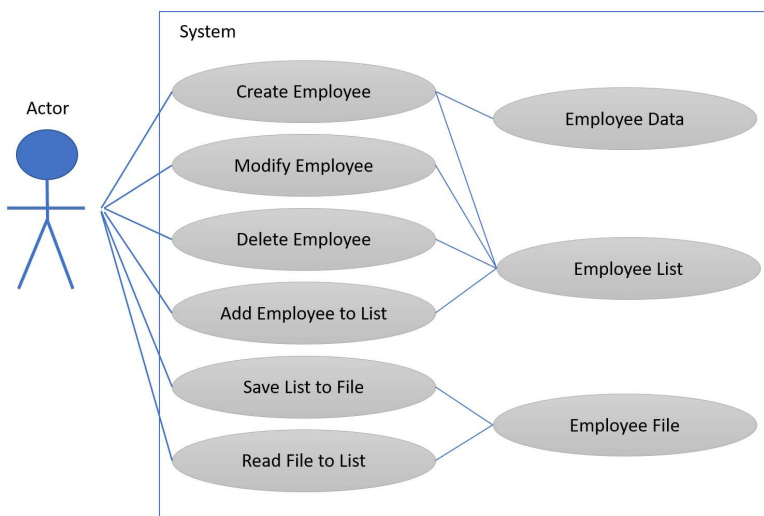 System
Actor
Create Employee
Modify Employee
Delete Employee
Add Employee to List
Save List to File
Read File to List
Employee Data
Employee List
Employee File